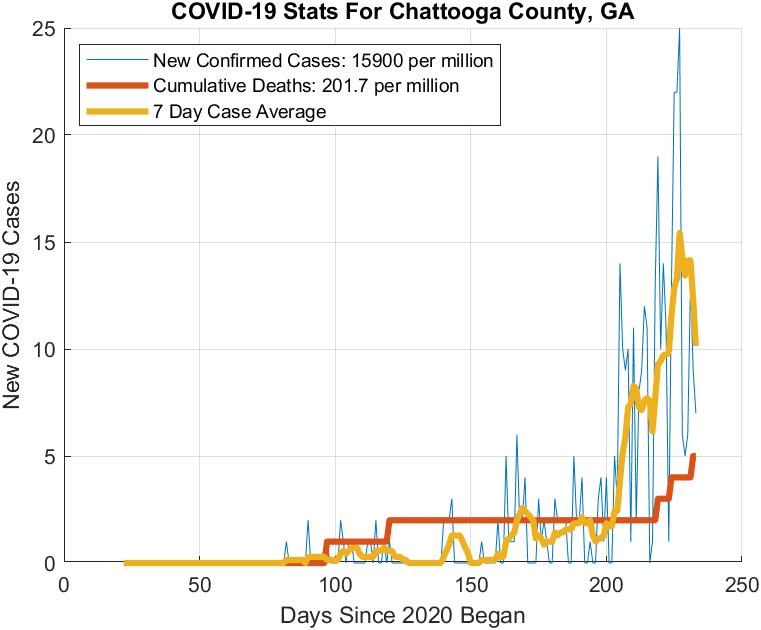 COVID-19 Stats For Chattooga County, GA
New Confirmed Cases: 15900 per million
Cumulative Deaths: 201.7 per million
7 Day Case Average
New COVID-19 Cases
25
20
15
10
5
0
0 50 100 150 200 250
Days Since 2020 Began